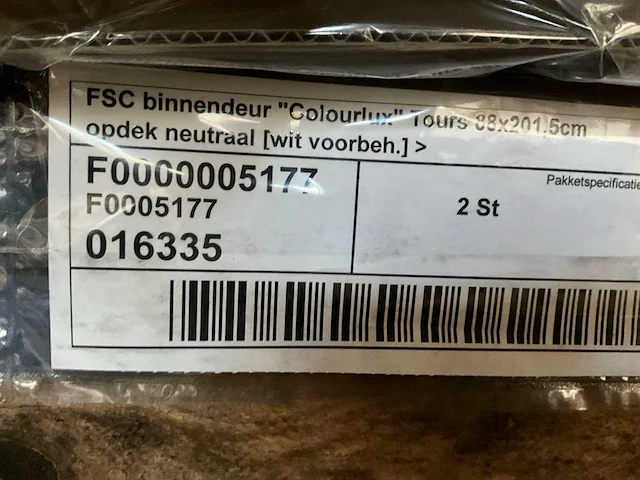 FSC binnendeur "Colourlux" Tours 88x201,5cm
opdek neutraal [wit voorbeh.] >
F0000005177
F0005177
016335
Pakketspecificatie
2 St